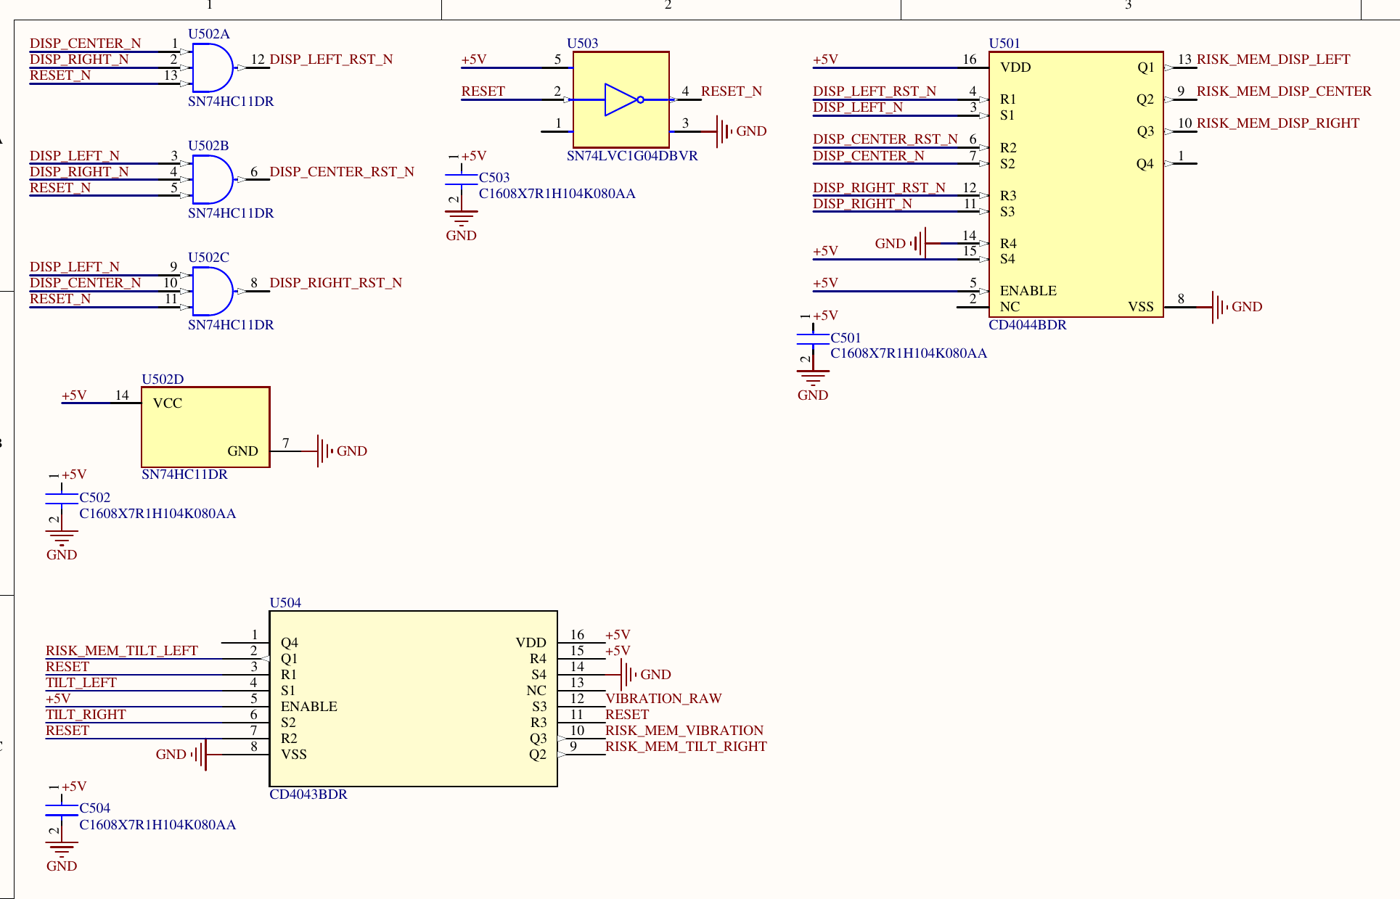 1
2
3
U502A
DISP_CENTER_N 1
DISP_RIGHT_N 2
RESET_N 13
12 DISP_LEFT_RST_N
SN74HC11DR
U502B
DISP_LEFT_N 3
DISP_RIGHT_N 4
RESET_N 5
6 DISP_CENTER_RST_N
SN74HC11DR
U502C
DISP_LEFT_N 9
DISP_CENTER_N 10
RESET_N 11
8 DISP_RIGHT_RST_N
SN74HC11DR
U502D
+5V 14 VCC
GND 7 GND
SN74HC11DR
1 +5V
C502
C1608X7R1H104K080AA
2
GND
U503
+5V 5
RESET 2
4 RESET_N
1
3 GND
SN74LVC1G04DBVR
1 +5V
C503
C1608X7R1H104K080AA
2
GND
U501
+5V 16 VDD
DISP_LEFT_RST_N 4 R1
DISP_LEFT_N 3 S1
DISP_CENTER_RST_N 6 R2
DISP_CENTER_N 7 S2
DISP_RIGHT_RST_N 12 R3
DISP_RIGHT_N 11 S3
GND 14 R4
+5V 15 S4
+5V 5 ENABLE
2 NC
Q1 13 RISK_MEM_DISP_LEFT
Q2 9 RISK_MEM_DISP_CENTER
Q3 10 RISK_MEM_DISP_RIGHT
Q4 1
VSS 8 GND
CD4044BDR
1 +5V
C501
C1608X7R1H104K080AA
2
GND
U504
1 Q4
RISK_MEM_TILT_LEFT 2 Q1
RESET 3 R1
TILT_LEFT 4 S1
+5V 5 ENABLE
TILT_RIGHT 6 S2
RESET 7 R2
GND 8 VSS
VDD 16 +5V
R4 15 +5V
S4 14 GND
NC 13
S3 12 VIBRATION_RAW
R3 11 RESET
Q3 10 RISK_MEM_VIBRATION
Q2 9 RISK_MEM_TILT_RIGHT
CD4043BDR
1 +5V
C504
C1608X7R1H104K080AA
2
GND